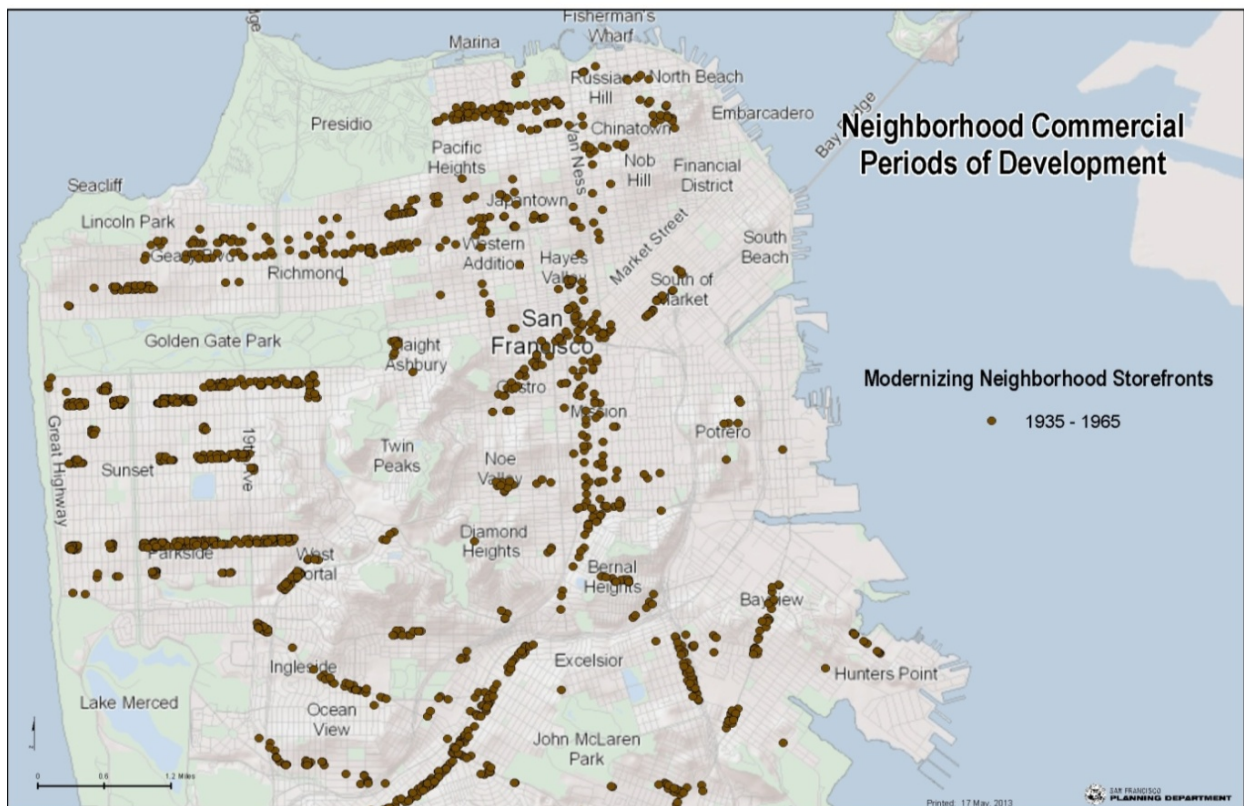 Fisherman's
Wharf
Marina
Russian
Hill
North Beach
Presidio
Embarcadero
Bay Bridge
Neighborhood Commercial
Periods of Development
Chinatown
Van Ness
Pacific
Heights
Nob
Hill
Financial
District
Seacliff
Japantown
Lincoln Park
Market Street
Geary Blvd
Richmond
Western
Addition
Hayes
Valley
South
Beach
South of
Market
San
Francisco
Golden Gate Park
Haight
Ashbury
Castro
Modernizing Neighborhood Storefronts
1935 - 1965
Mission
Potrero
Great Highway
19th Ave
Sunset
Twin
Peaks
Noe
Valley
Diamond
Heights
Parkside
West
Portal
Bernal
Heights
Bayview
Ingleside
Excelsior
Hunters Point
Lake Merced
Ocean
View
John McLaren
Park
0 0.6 1.2 Miles
Printed: 17 May, 2013
SAN FRANCISCO
PLANNING DEPARTMENT